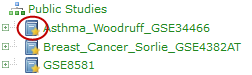 Public Studies
Asthma_Woodruff_GSE34466
Breast_Cancer_Sorlie_GSE4382AT
GSE8581